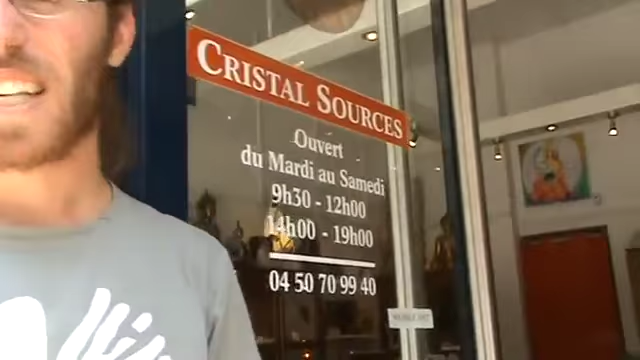 CRISTAL SOURCES
Ouvert
du Mardi au Samedi
9h30 - 12h00
14h00 - 19h00
04 50 70 99 40